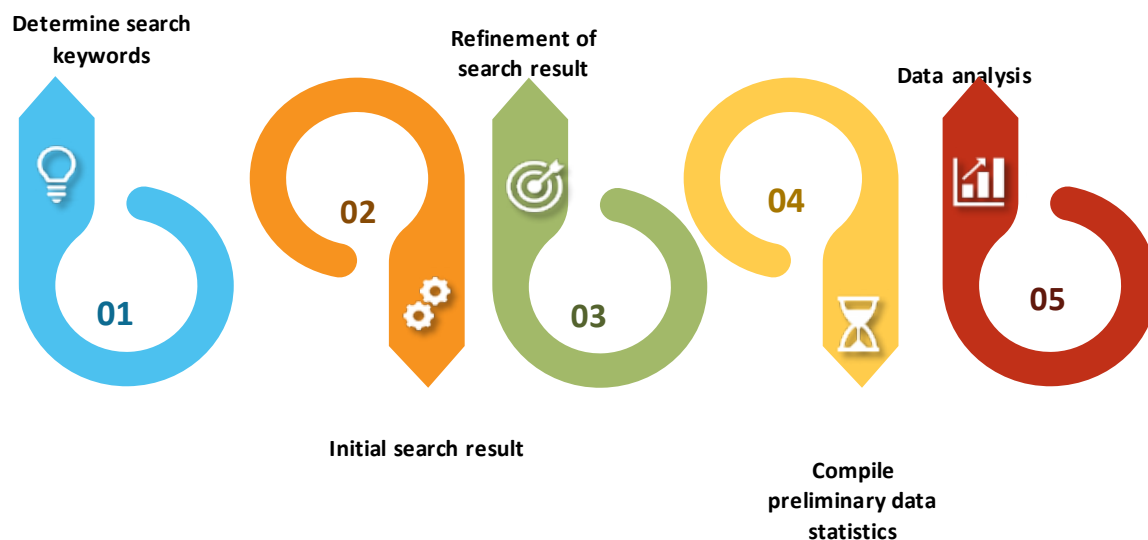 Determine search
keywords
01
02
Initial search result
Refinement of
search result
03
04
Compile
preliminary data
statistics
Data analysis
05